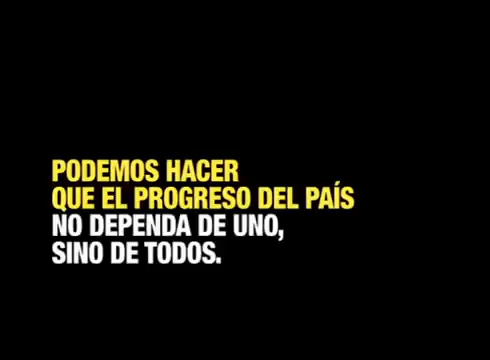 PODEMOS HACER
QUE EL PROGRESO DEL PAÍS
NO DEPENDA DE UNO,
SINO DE TODOS.